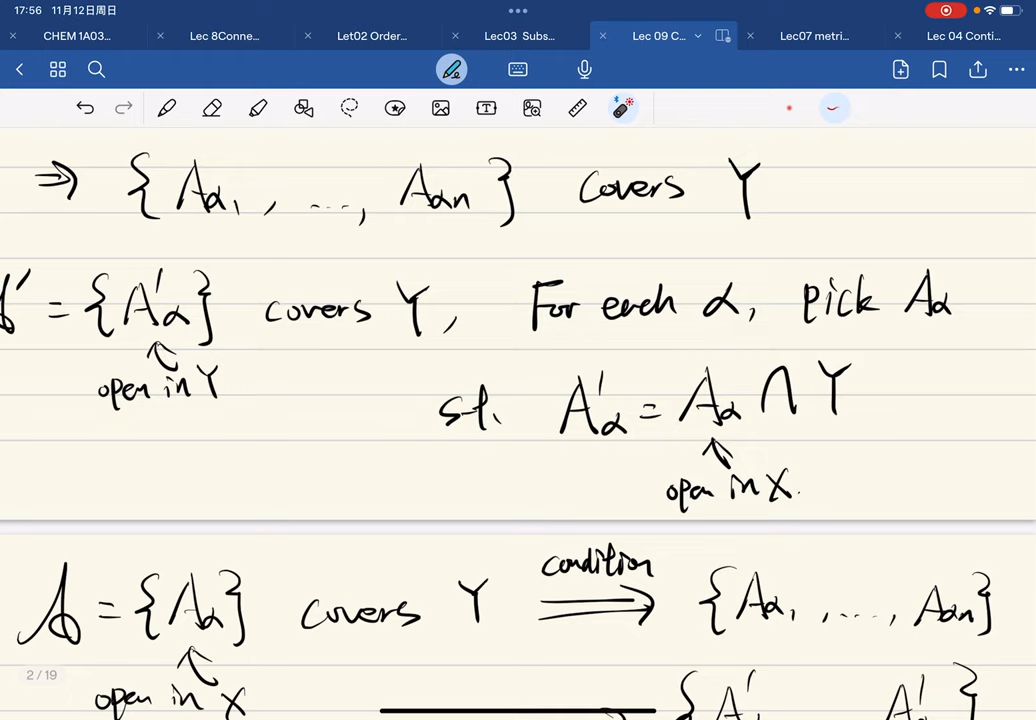 17:56 11月12日周日
CHEM 1A03... Lec 8Conne... Let02 Order... Lec03 Subs... Lec 09 C... Lec07 metri... Lec 04 Conti...
⇒ {Aα₁, ..., Aαn} covers Y
𝒜' = {A'α} covers Y, For each α, pick Aα
open in Y
s.t. A'α = Aα ∩ Y
open in X.
condition
𝒜 = {Aα} covers Y ⟹ {Aα₁, ...., Aαn}
2 / 19
open in X
{A' A'α }